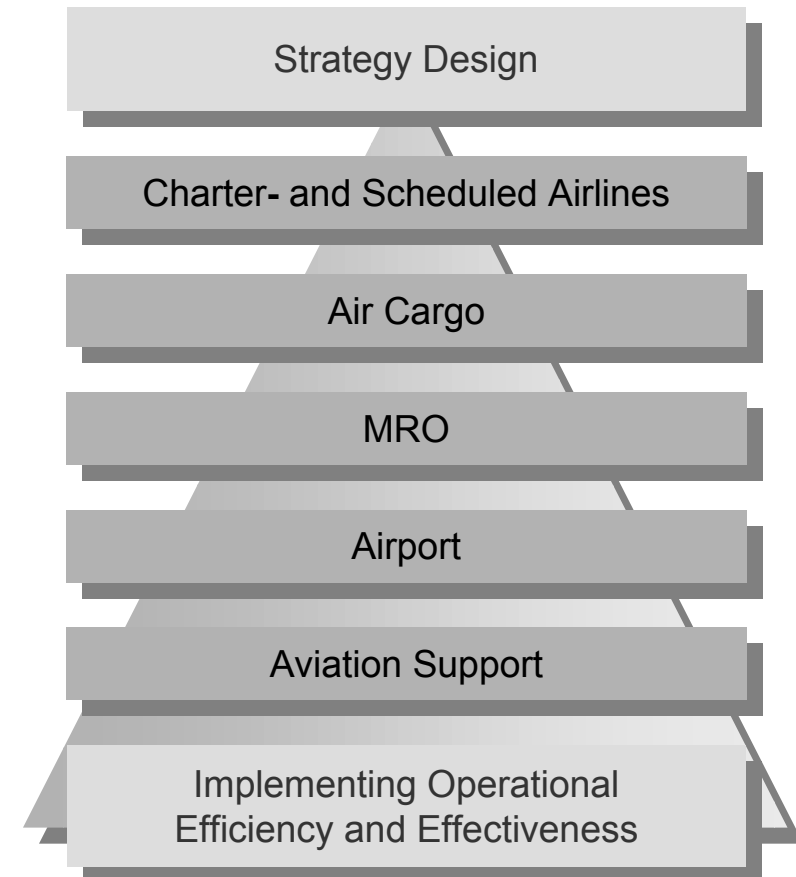 Strategy Design
Charter- and Scheduled Airlines
Air Cargo
MRO
Airport
Aviation Support
Implementing Operational
Efficiency and Effectiveness